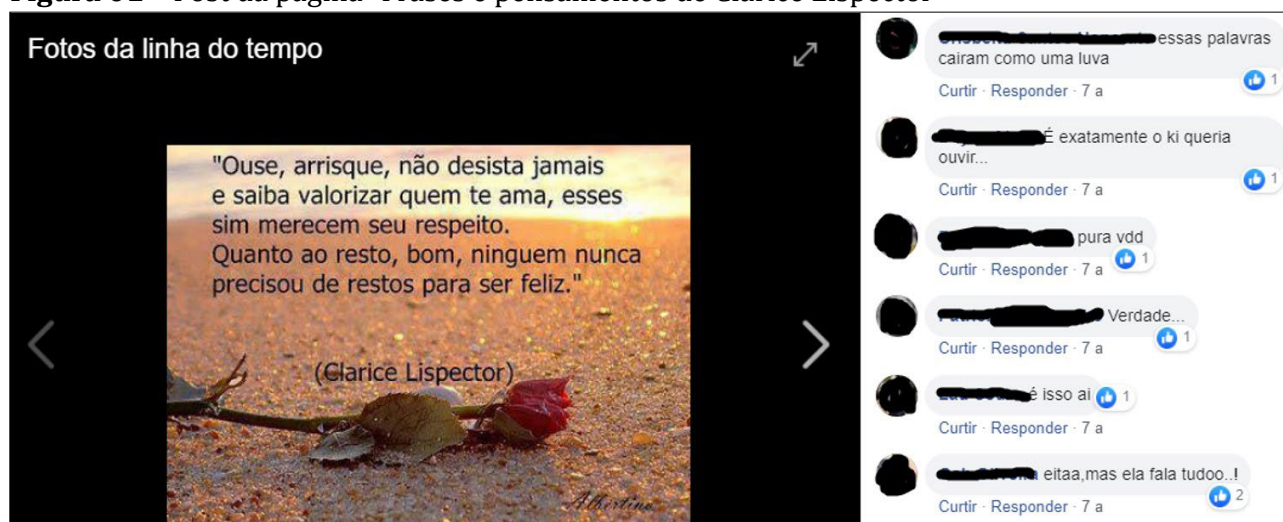 Fotos da linha do tempo
"Ouse, arrisque, não desista jamais
e saiba valorizar quem te ama, esses
sim merecem seu respeito.
Quanto ao resto, bom, ninguem nunca
precisou de restos para ser feliz."
(Clarice Lispector)
Albertina
essas palavras
cairam como uma luva
1
Curtir · Responder · 7 a
É exatamente o ki queria
ouvir...
1
Curtir · Responder · 7 a
pura vdd
1
Curtir · Responder · 7 a
Verdade...
1
Curtir · Responder · 7 a
é isso ai 1
Curtir · Responder · 7 a
eitaa,mas ela fala tudoo..!
2
Curtir · Responder · 7 a